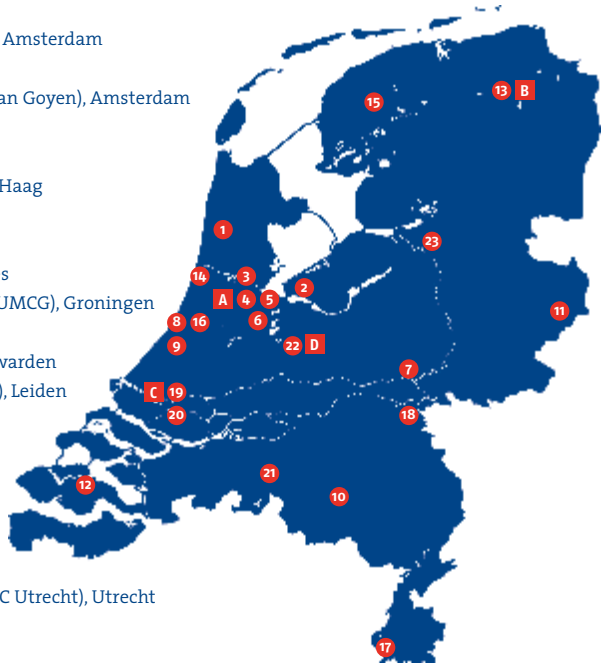 Amsterdam
an Goyen), Amsterdam
Haag
s
UMCG), Groningen
warden
), Leiden
C Utrecht), Utrecht
13 B
15
1
23
14 3
2
A 4 5
11
8 16 6
9
22 D
7
C 19
20
18
21
12
10
17